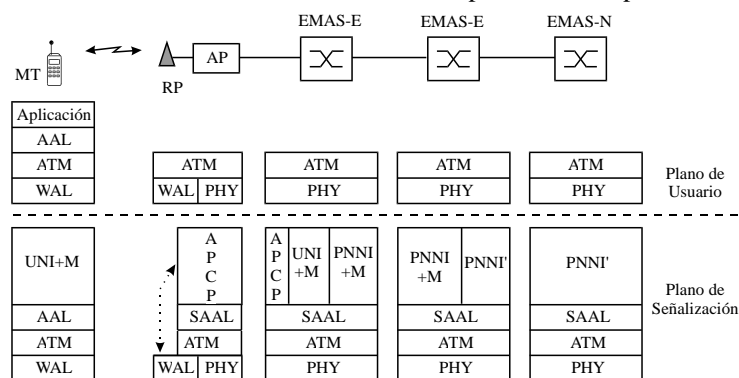 EMAS-E EMAS-E EMAS-N
MT
RP
AP
Aplicación
AAL
ATM ATM ATM ATM ATM
WAL WAL PHY PHY PHY PHY
Plano de
Usuario
UNI+M
A
P
C
P
A
P
C
P
UNI
+M
PNNI
+M
PNNI
+M
PNNI'
PNNI'
Plano de
Señalización
AAL SAAL SAAL SAAL SAAL
ATM ATM ATM ATM ATM
WAL WAL PHY PHY PHY PHY